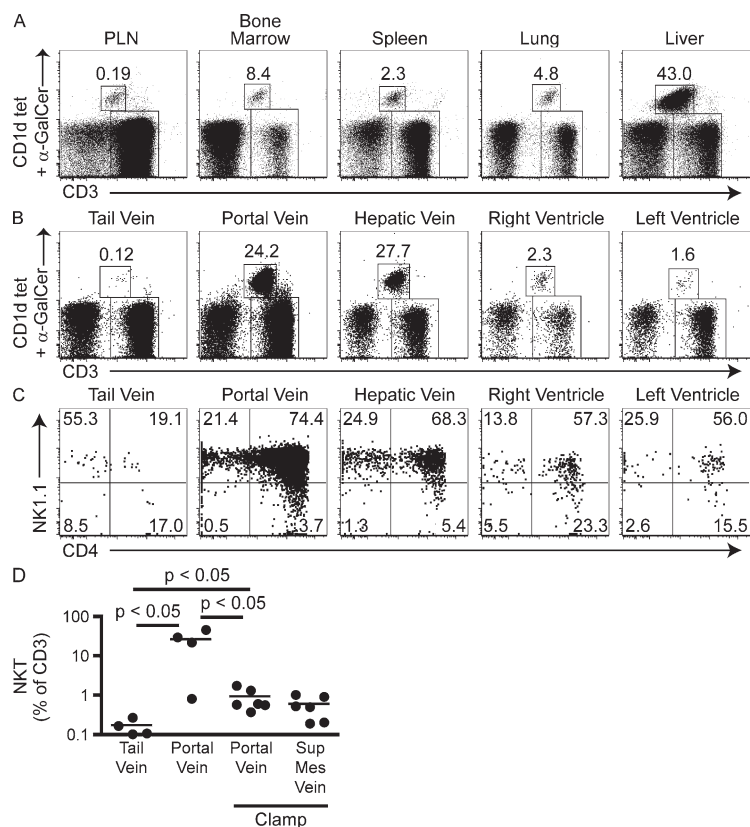 A
PLN
Bone
Marrow
Spleen
Lung
Liver
CD1d tet
+ α-GalCer
0.19
8.4
2.3
4.8
43.0
CD3
B
Tail Vein
Portal Vein
Hepatic Vein
Right Ventricle
Left Ventricle
CD1d tet
+ α-GalCer
0.12
24.2
27.7
2.3
1.6
CD3
C
Tail Vein
Portal Vein
Hepatic Vein
Right Ventricle
Left Ventricle
NK1.1
55.3 19.1
21.4 74.4
24.9 68.3
13.8 57.3
25.9 56.0
8.5 17.0
0.5 3.7
1.3 5.4
5.5 23.3
2.6 15.5
CD4
D
p < 0.05
p < 0.05
p < 0.05
NKT
(% of CD3)
100
10
1
0.1
Tail
Vein
Portal
Vein
Portal
Vein
Sup
Mes
Vein
Clamp